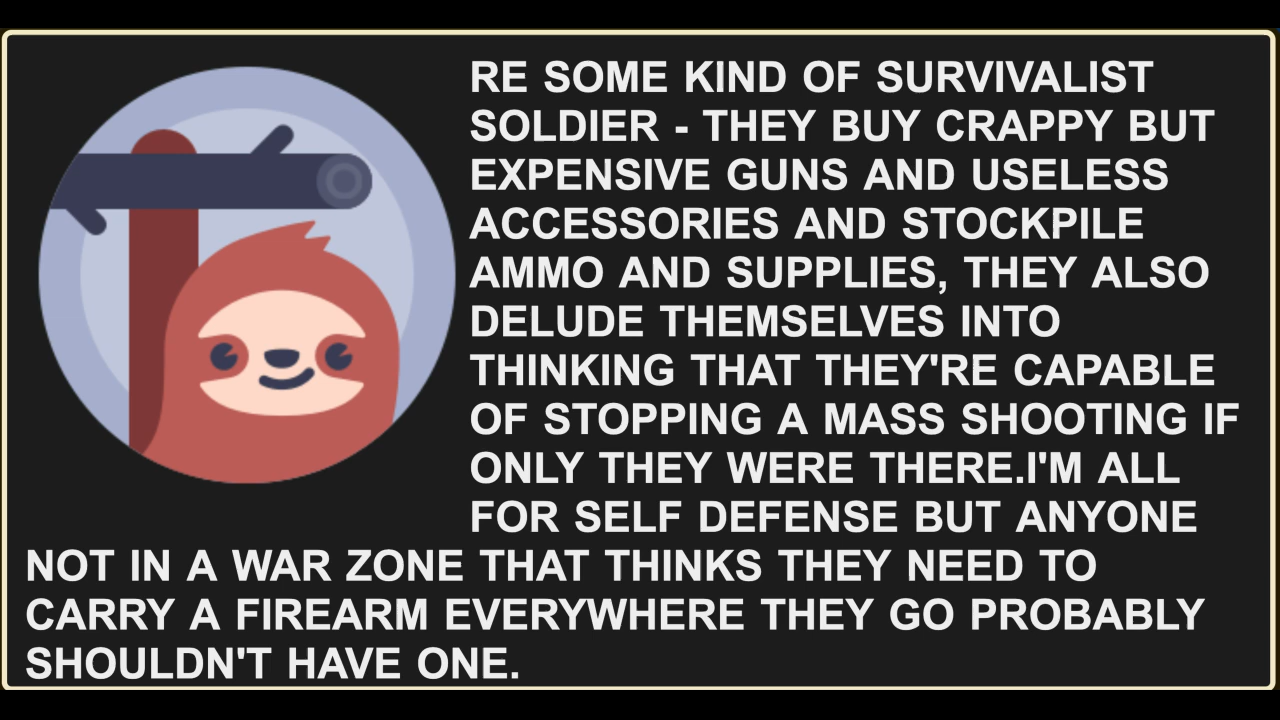 RE SOME KIND OF SURVIVALIST
SOLDIER - THEY BUY CRAPPY BUT
EXPENSIVE GUNS AND USELESS
ACCESSORIES AND STOCKPILE
AMMO AND SUPPLIES, THEY ALSO
DELUDE THEMSELVES INTO
THINKING THAT THEY'RE CAPABLE
OF STOPPING A MASS SHOOTING IF
ONLY THEY WERE THERE.I'M ALL
FOR SELF DEFENSE BUT ANYONE
NOT IN A WAR ZONE THAT THINKS THEY NEED TO
CARRY A FIREARM EVERYWHERE THEY GO PROBABLY
SHOULDN'T HAVE ONE.